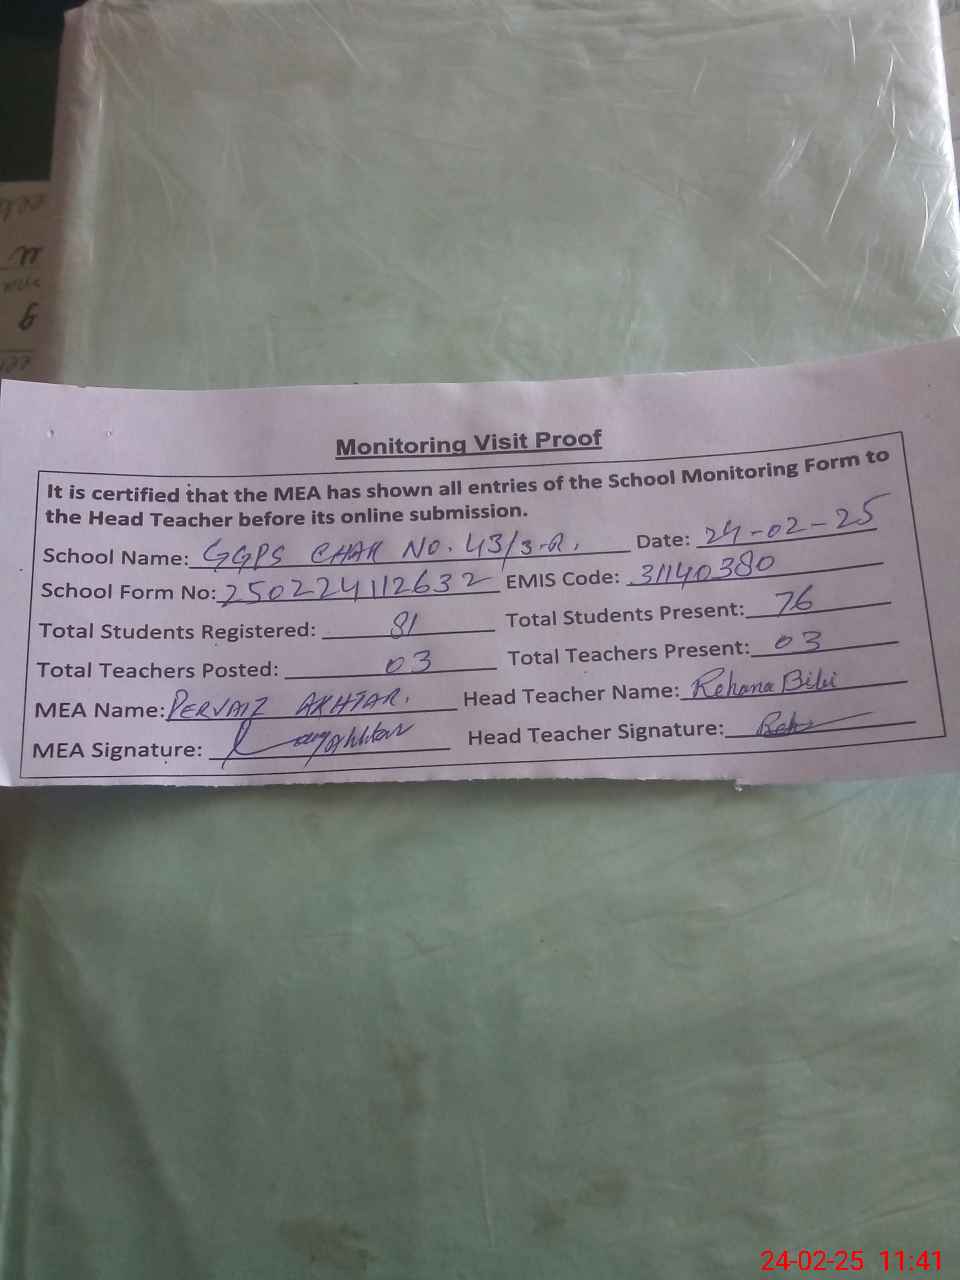 Monitoring Visit Proof
It is certified that the MEA has shown all entries of the School Monitoring Form to
the Head Teacher before its online submission.
School Name: GGPS CHAK NO. 43/3-R. Date: 24-02-25
School Form No: 250224112632 EMIS Code: 31140380
Total Students Registered: 81 Total Students Present: 76
Total Teachers Posted: 03 Total Teachers Present: 03
MEA Name: PERVAIZ AKHTAR. Head Teacher Name: Rehana Bibi
MEA Signature: Head Teacher Signature:
24-02-25 11:41